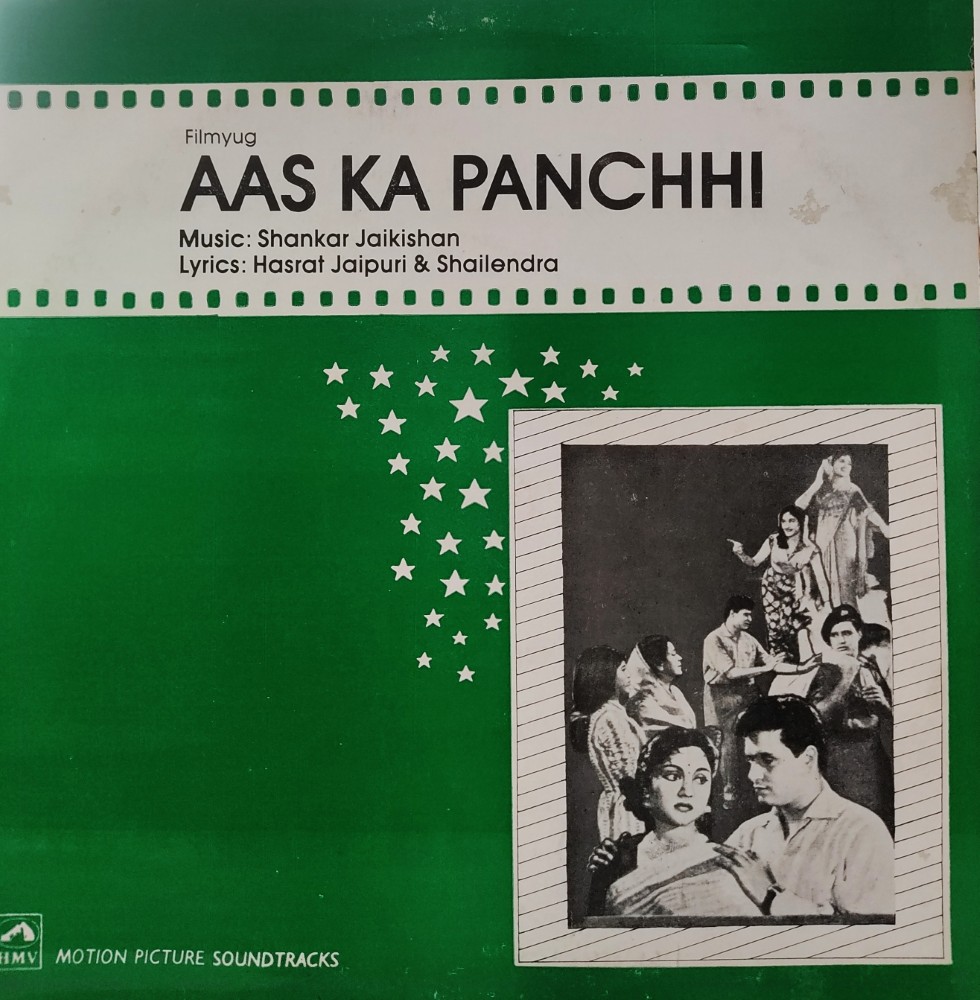 Filmyug
AAS KA PANCHHI
Music: Shankar Jaikishan
Lyrics: Hasrat Jaipuri & Shailendra
HMV
MOTION PICTURE SOUNDTRACKS